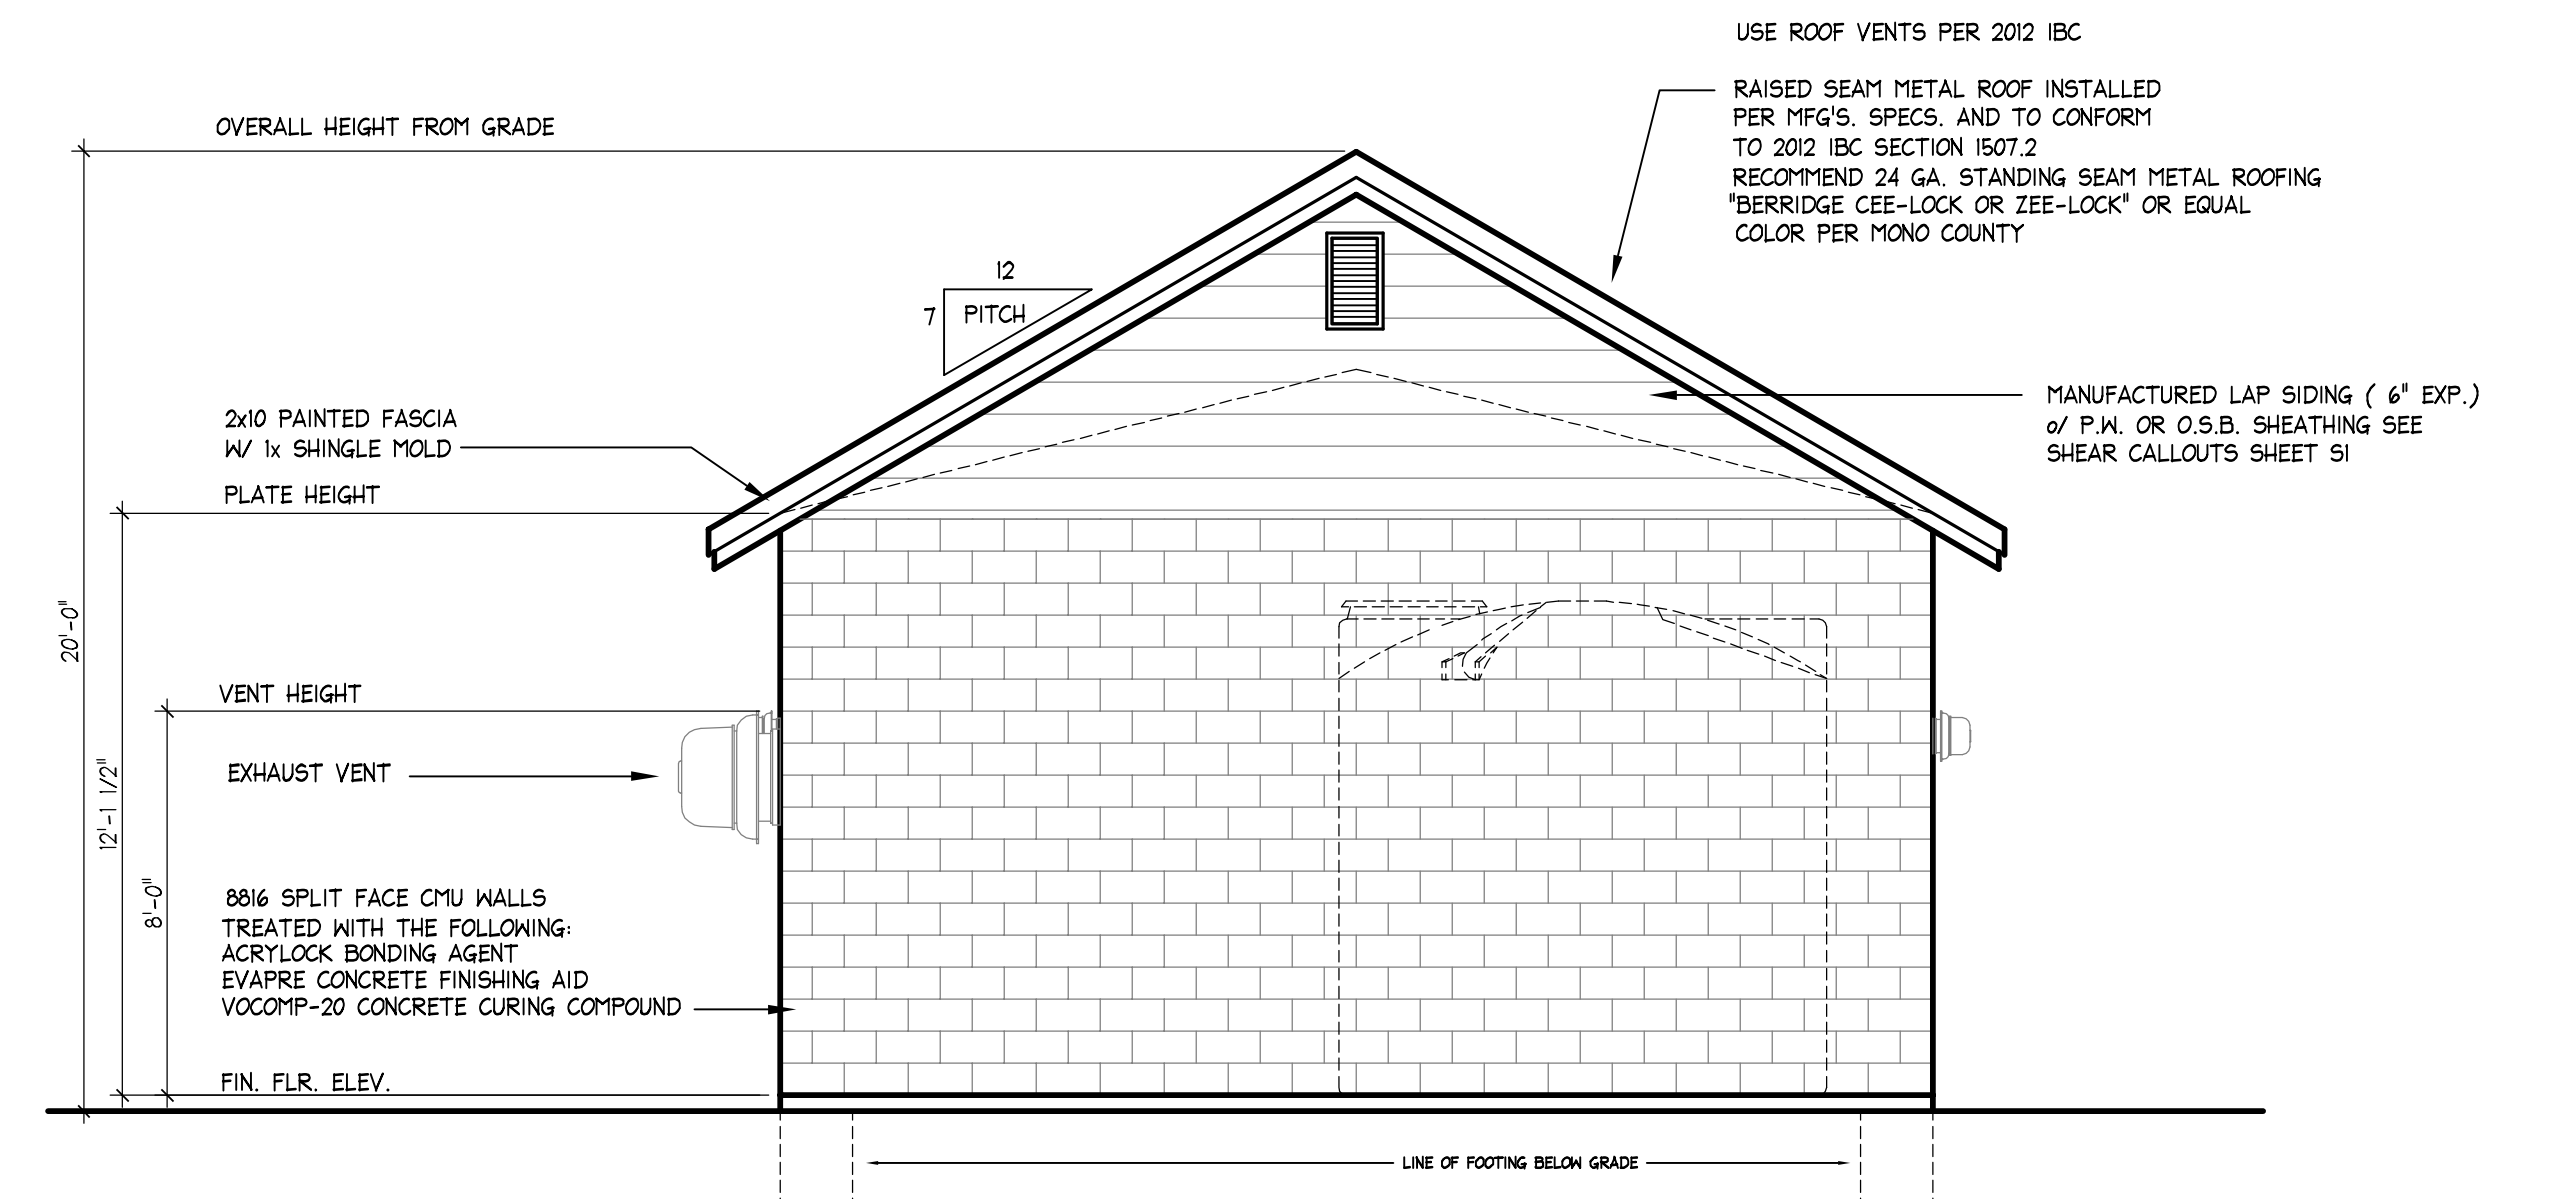 USE ROOF VENTS PER 2012 IBC
RAISED SEAM METAL ROOF INSTALLED
PER MFG'S. SPECS. AND TO CONFORM
TO 2012 IBC SECTION 1507.2
RECOMMEND 24 GA. STANDING SEAM METAL ROOFING
"BERRIDGE CEE-LOCK OR ZEE-LOCK" OR EQUAL
COLOR PER MONO COUNTY
OVERALL HEIGHT FROM GRADE
12
7
PITCH
MANUFACTURED LAP SIDING ( 6" EXP.)
o/ P.W. OR O.S.B. SHEATHING SEE
SHEAR CALLOUTS SHEET S1
2x10 PAINTED FASCIA
W/ 1x SHINGLE MOLD
PLATE HEIGHT
20'-0"
12'-1 1/2"
8'-0"
VENT HEIGHT
EXHAUST VENT
8816 SPLIT FACE CMU WALLS
TREATED WITH THE FOLLOWING:
ACRYLOCK BONDING AGENT
EVAPRE CONCRETE FINISHING AID
VOCOMP-20 CONCRETE CURING COMPOUND
FIN. FLR. ELEV.
LINE OF FOOTING BELOW GRADE